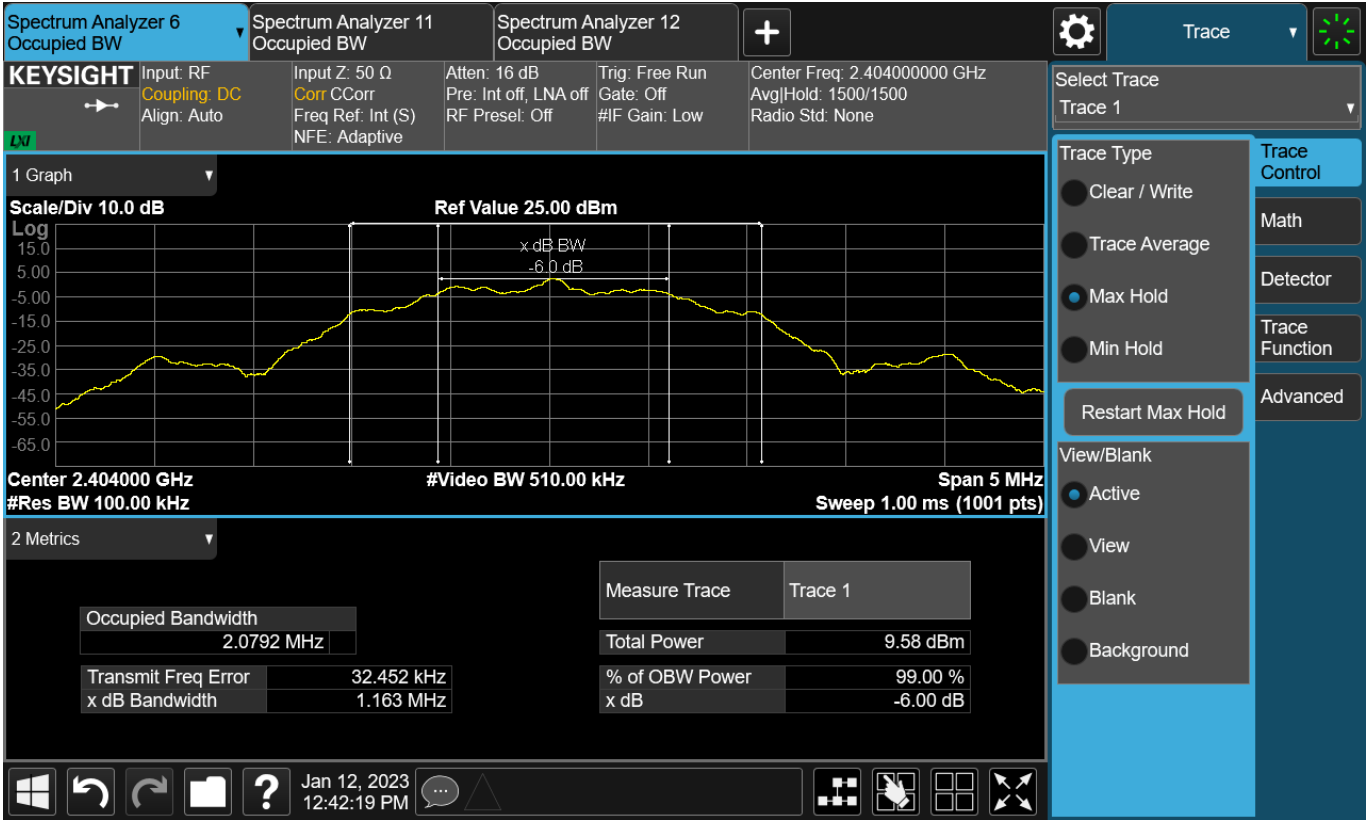 Spectrum Analyzer 6
Occupied BW
Spectrum Analyzer 11
Occupied BW
Spectrum Analyzer 12
Occupied BW
Trace
KEYSIGHT
LXI
Input: RF
Coupling: DC
Align: Auto
Input Z: 50 Ω
Corr CCorr
Freq Ref: Int (S)
NFE: Adaptive
Atten: 16 dB
Pre: Int off, LNA off
RF Presel: Off
Trig: Free Run
Gate: Off
#IF Gain: Low
Center Freq: 2.404000000 GHz
Avg|Hold: 1500/1500
Radio Std: None
Select Trace
Trace 1
1 Graph
Scale/Div 10.0 dB
Ref Value 25.00 dBm
Log
15.0
5.00
-5.00
-15.0
-25.0
-35.0
-45.0
-55.0
-65.0
x dB BW
-6.0 dB
Center 2.404000 GHz
#Video BW 510.00 kHz
Span 5 MHz
#Res BW 100.00 kHz
Sweep 1.00 ms (1001 pts)
2 Metrics
Occupied Bandwidth
2.0792 MHz
Transmit Freq Error 32.452 kHz
x dB Bandwidth 1.163 MHz
Measure Trace Trace 1
Total Power 9.58 dBm
% of OBW Power 99.00 %
x dB -6.00 dB
Trace Type
Clear / Write
Trace Average
Max Hold
Min Hold
Restart Max Hold
View/Blank
Active
View
Blank
Background
Trace
Control
Math
Detector
Trace
Function
Advanced
?
Jan 12, 2023
12:42:19 PM